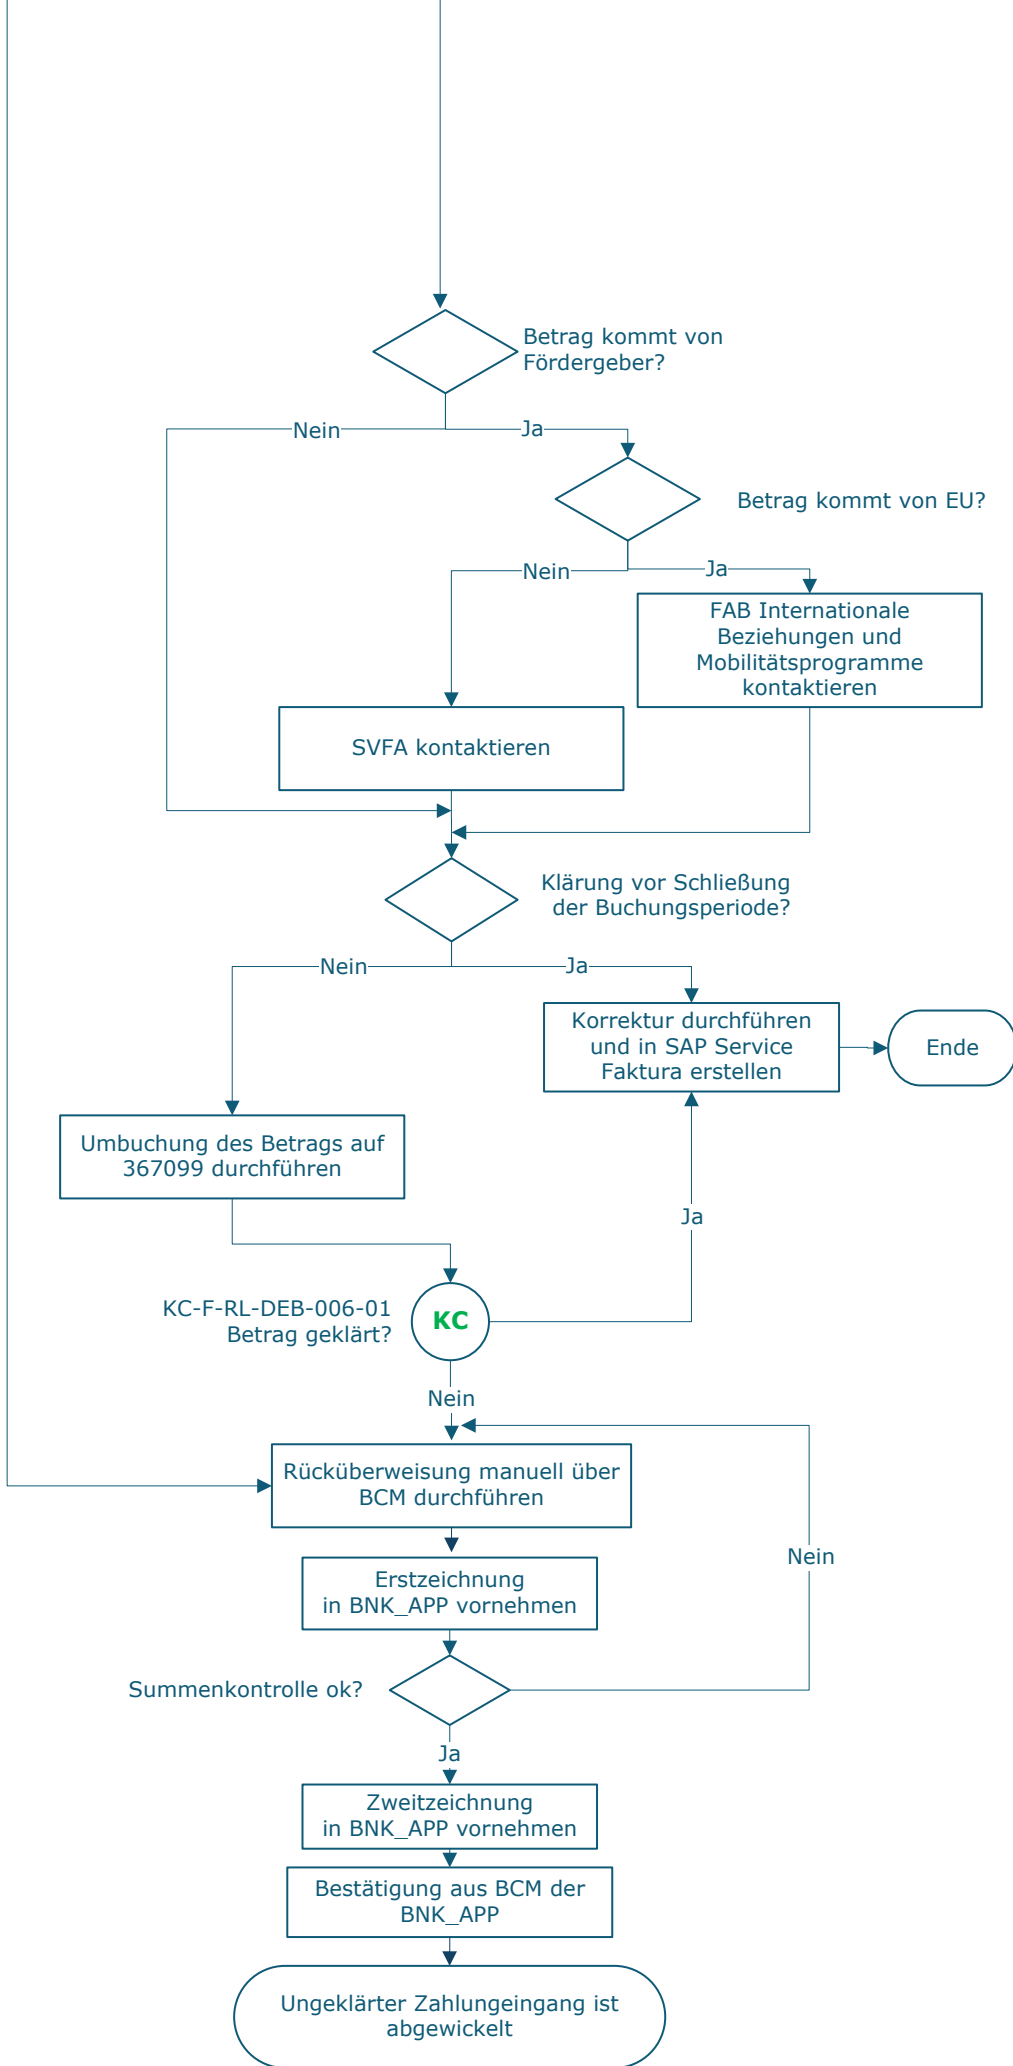 Betrag kommt von
Fördergeber?
Nein
Ja
Betrag kommt von EU?
Nein
Ja
FAB Internationale
Beziehungen und
Mobilitätsprogramme
kontaktieren
SVFA kontaktieren
Klärung vor Schließung
der Buchungsperiode?
Nein
Ja
Korrektur durchführen
und in SAP Service
Faktura erstellen
Ende
Umbuchung des Betrags auf
367099 durchführen
Ja
KC-F-RL-DEB-006-01
Betrag geklärt?
KC
Nein
Rücküberweisung manuell über
BCM durchführen
Nein
Erstzeichnung
in BNK_APP vornehmen
Summenkontrolle ok?
Ja
Zweitzeichnung
in BNK_APP vornehmen
Bestätigung aus BCM der
BNK_APP
Ungeklärter Zahlungeingang ist
abgewickelt